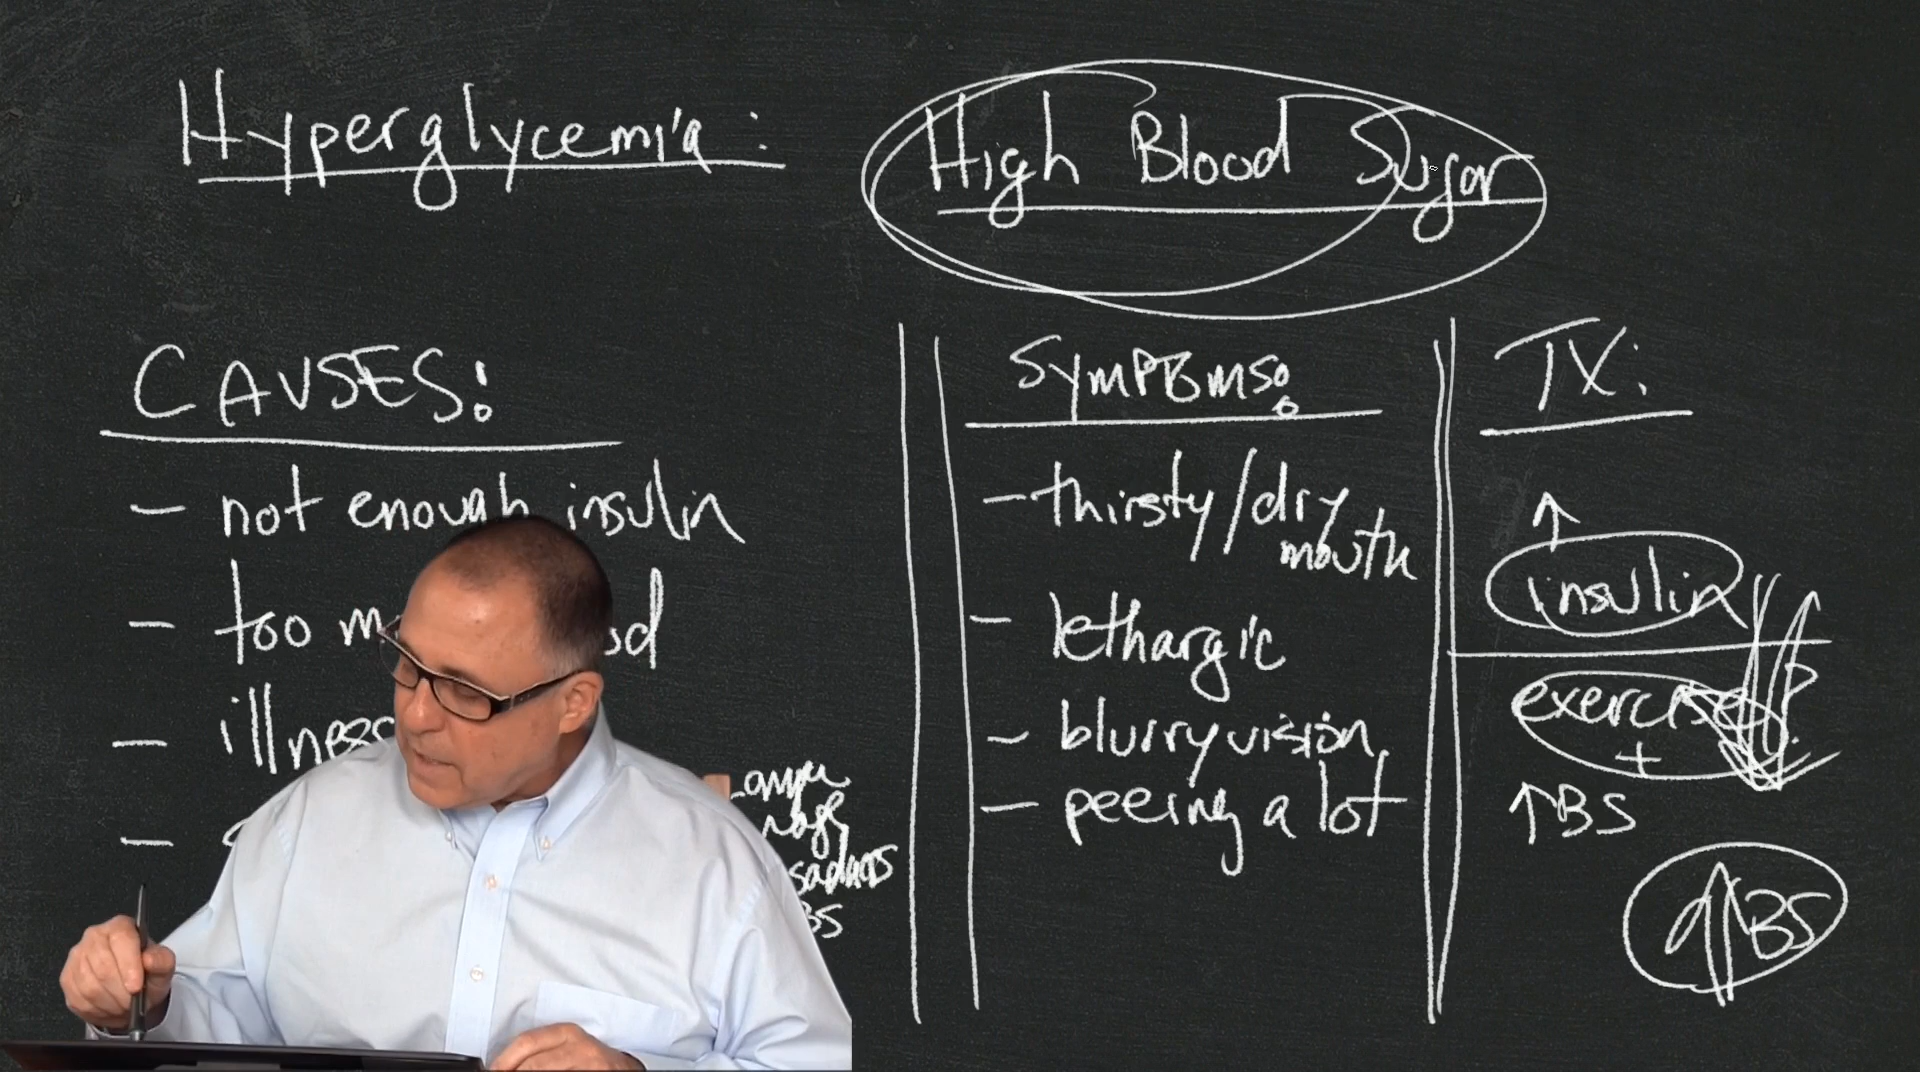 Hyperglycemia: High Blood Sugar
CAUSES:
- not enough insulin
- too
- illness
-
BS
Symptoms:
- thirsty/dry
mouth
- lethargic
- blurry vision.
- peeing a lot
TX:
↑
insulin
exercise
+
↑BS
↑BS